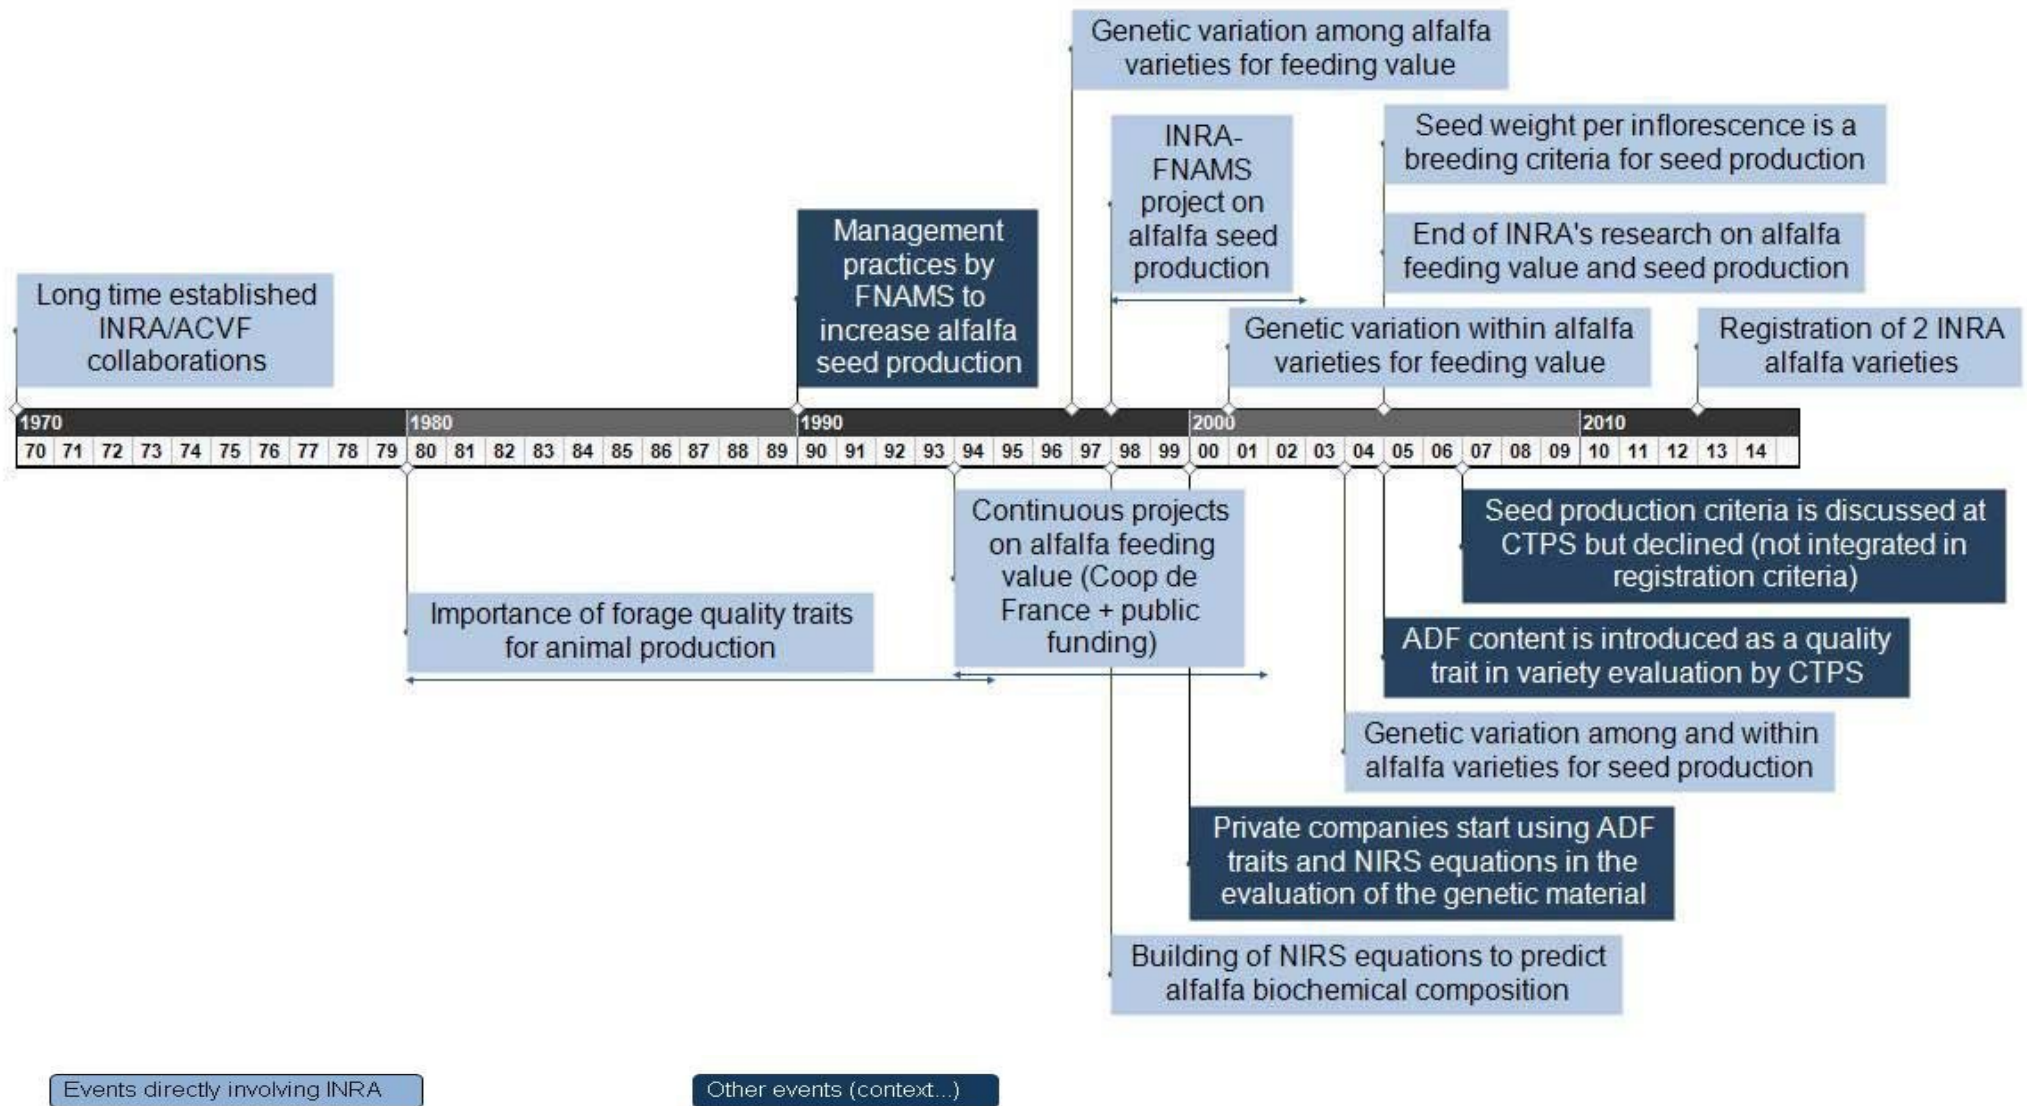 Genetic variation among alfalfa
varieties for feeding value
INRA-
FNAMS
project on
alfalfa seed
production
Seed weight per inflorescence is a
breeding criteria for seed production
Management
practices by
FNAMS to
increase alfalfa
seed production
End of INRA's research on alfalfa
feeding value and seed production
Long time established
INRA/ACVF
collaborations
Genetic variation within alfalfa
varieties for feeding value
Registration of 2 INRA
alfalfa varieties
1970 1980 1990 2000 2010
70 71 72 73 74 75 76 77 78 79 80 81 82 83 84 85 86 87 88 89 90 91 92 93 94 95 96 97 98 99 00 01 02 03 04 05 06 07 08 09 10 11 12 13 14
Importance of forage quality traits
for animal production
Continuous projects
on alfalfa feeding
value (Coop de
France + public
funding)
Seed production criteria is discussed at
CTPS but declined (not integrated in
registration criteria)
ADF content is introduced as a quality
trait in variety evaluation by CTPS
Genetic variation among and within
alfalfa varieties for seed production
Private companies start using ADF
traits and NIRS equations in the
evaluation of the genetic material
Building of NIRS equations to predict
alfalfa biochemical composition
Events directly involving INRA
Other events (context...)